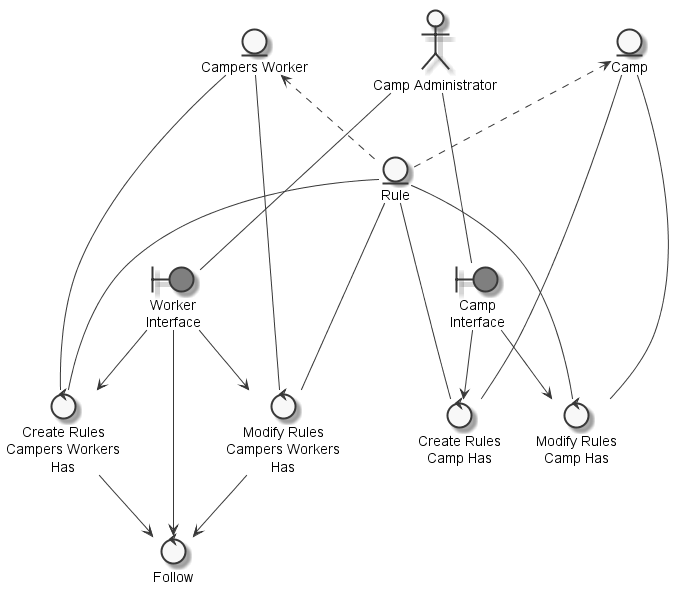 Campers Worker
Camp Administrator
Camp
Rule
Worker
Interface
Camp
Interface
Create Rules
Campers Workers
Has
Modify Rules
Campers Workers
Has
Create Rules
Camp Has
Modify Rules
Camp Has
Follow